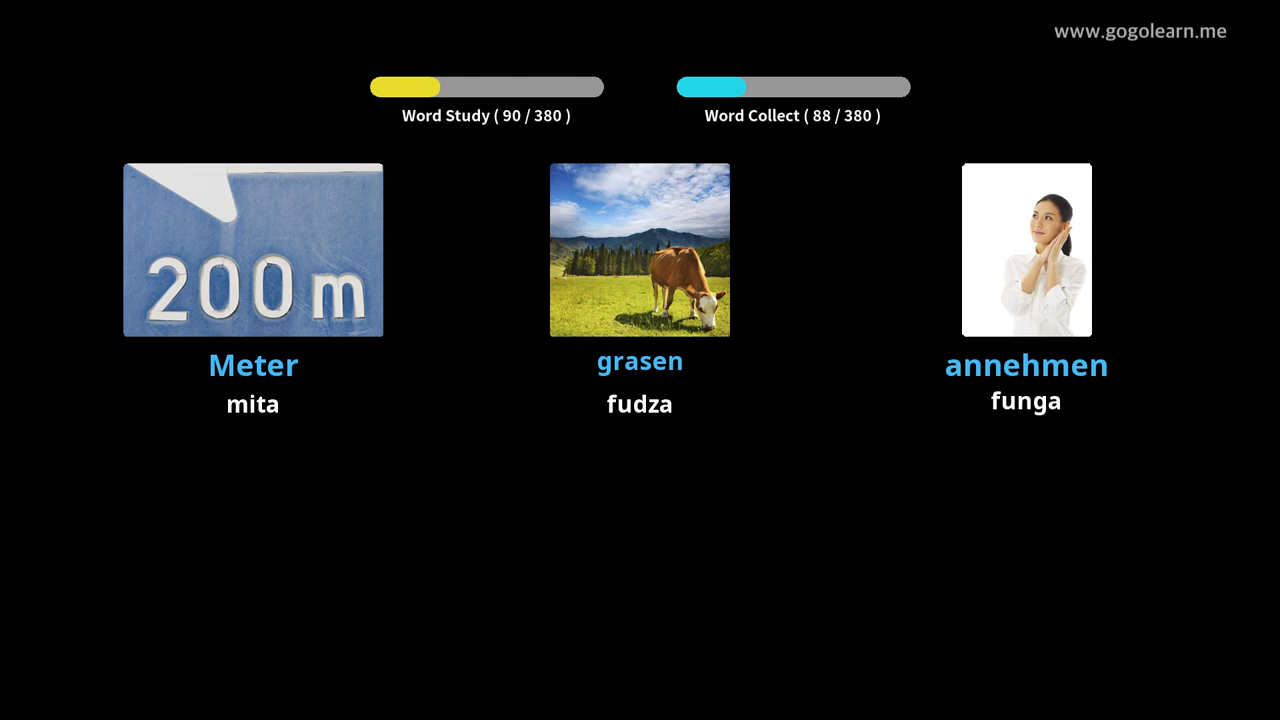 www.gogolearn.me
Word Study ( 90 / 380 )
Word Collect ( 88 / 380 )
200 m
Meter
grasen
annehmen
mita
fudza
funga